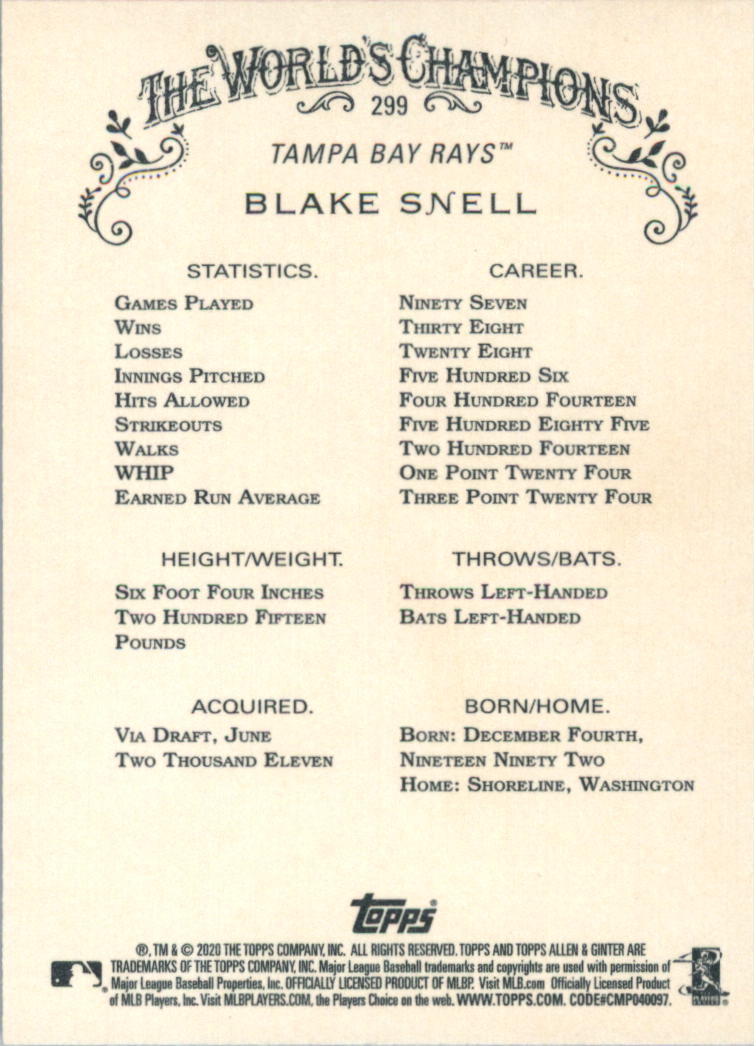 THE WORLD'S CHAMPIONS
299
TAMPA BAY RAYS™
BLAKE SNELL
STATISTICS. CAREER.
GAMES PLAYED NINETY SEVEN
WINS THIRTY EIGHT
LOSSES TWENTY EIGHT
INNINGS PITCHED FIVE HUNDRED SIX
HITS ALLOWED FOUR HUNDRED FOURTEEN
STRIKEOUTS FIVE HUNDRED EIGHTY FIVE
WALKS TWO HUNDRED FOURTEEN
WHIP ONE POINT TWENTY FOUR
EARNED RUN AVERAGE THREE POINT TWENTY FOUR
HEIGHT/WEIGHT. THROWS/BATS.
SIX FOOT FOUR INCHES THROWS LEFT-HANDED
TWO HUNDRED FIFTEEN BATS LEFT-HANDED
POUNDS
ACQUIRED. BORN/HOME.
VIA DRAFT, JUNE BORN: DECEMBER FOURTH,
TWO THOUSAND ELEVEN NINETEEN NINETY TWO
HOME: SHORELINE, WASHINGTON
topps®
®, TM & © 2020 THE TOPPS COMPANY, INC. ALL RIGHTS RESERVED. TOPPS AND TOPPS ALLEN & GINTER ARE
TRADEMARKS OF THE TOPPS COMPANY, INC. Major League Baseball trademarks and copyrights are used with permission of
Major League Baseball Properties, Inc. OFFICIALLY LICENSED PRODUCT OF MLBP. Visit MLB.com Officially Licensed Product
of MLB Players, Inc. Visit MLBPLAYERS.COM, the Players Choice on the web. WWW.TOPPS.COM. CODE#CMP040097.